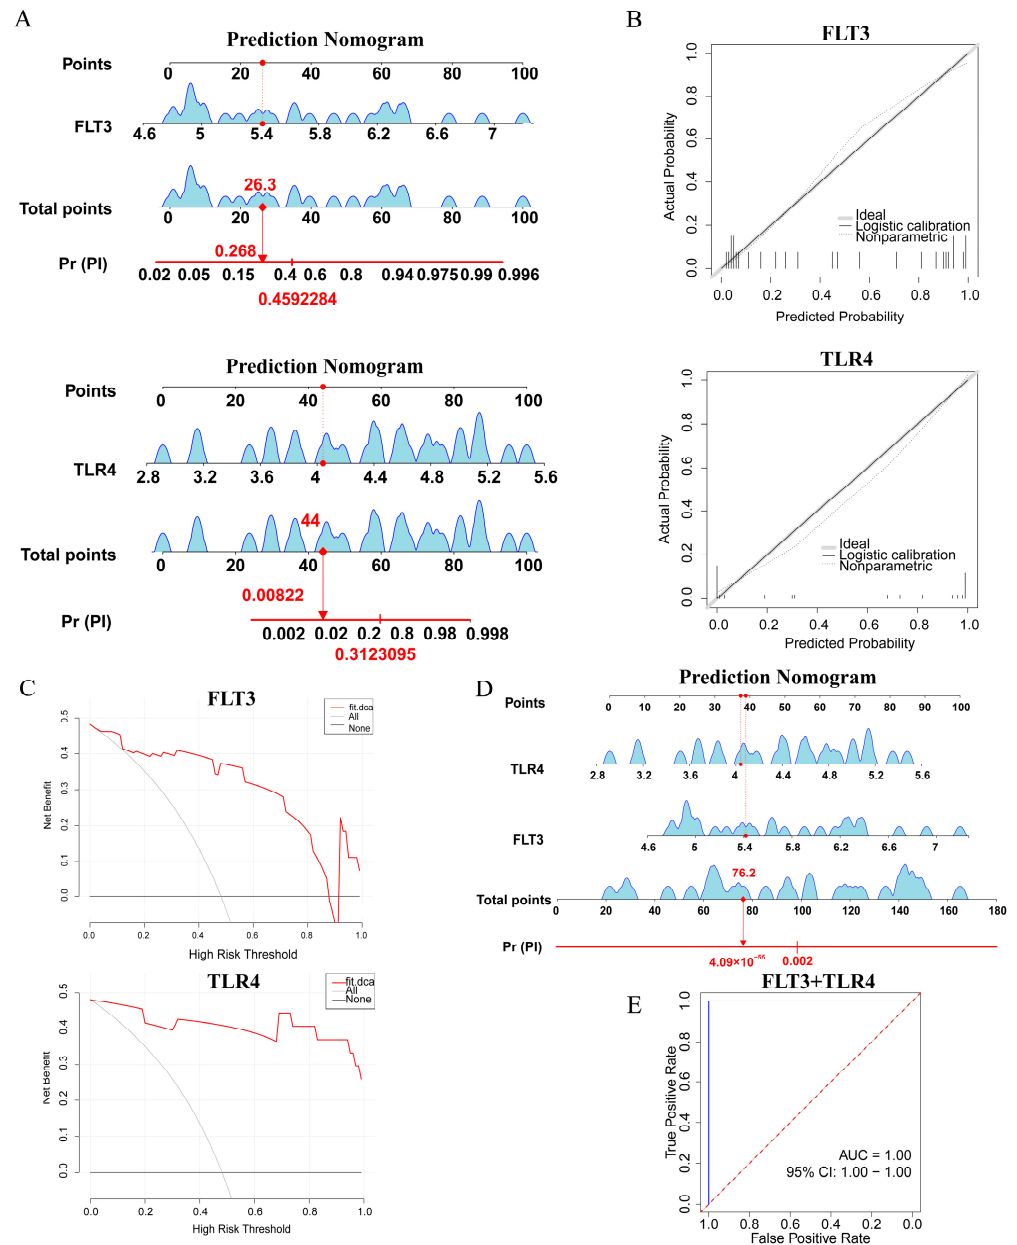 A
Prediction Nomogram
Points
0 20 40 60 80 100
FLT3
4.6 5 5.4 5.8 6.2 6.6 7
26.3
Total points
0 20 40 60 80 100
0.268
Pr (PI)
0.02 0.05 0.15 0.4 0.6 0.8 0.94 0.975 0.99 0.996
0.4592284
Prediction Nomogram
Points
0 20 40 60 80 100
TLR4
2.8 3.2 3.6 4 4.4 4.8 5.2 5.6
44
Total points
0 20 40 60 80 100
0.00822
Pr (PI)
0.002 0.02 0.2 0.8 0.98 0.998
0.3123095
B
FLT3
Actual Probability
0.0 0.2 0.4 0.6 0.8 1.0
Ideal
Logistic calibration
Nonparametric
0.0 0.2 0.4 0.6 0.8 1.0
Predicted Probability
TLR4
Actual Probability
0.0 0.2 0.4 0.6 0.8 1.0
Ideal
Logistic calibration
Nonparametric
0.0 0.2 0.4 0.6 0.8 1.0
Predicted Probability
C
FLT3
fit.dca
All
None
Net Benefit
0.0 0.1 0.2 0.3 0.4 0.5
0.0 0.2 0.4 0.6 0.8 1.0
High Risk Threshold
TLR4
fit.dca
All
None
Net Benefit
0.0 0.1 0.2 0.3 0.4 0.5
0.0 0.2 0.4 0.6 0.8 1.0
High Risk Threshold
D
Prediction Nomogram
Points
0 10 20 30 40 50 60 70 80 90 100
TLR4
2.8 3.2 3.6 4 4.4 4.8 5.2 5.6
FLT3
4.6 5 5.4 5.8 6.2 6.6 7
76.2
Total points
0 20 40 60 80 100 120 140 160 180
Pr (PI)
4.09×10⁻⁵⁵ 0.002
E
FLT3+TLR4
True Positive Rate
0.0 0.2 0.4 0.6 0.8 1.0
AUC = 1.00
95% CI: 1.00 − 1.00
1.0 0.8 0.6 0.4 0.2 0.0
False Positive Rate